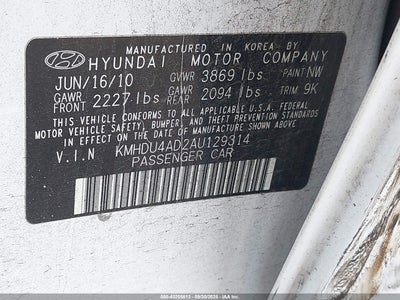 MANUFACTURED IN KOREA BY
HYUNDAI MOTOR COMPANY
JUN/16/10 GVWR 3869 lbs PAINT NW
GAWR FRONT 2227 lbs GAWR REAR 2094 lbs TRIM 9K
THIS VEHICLE CONFORMS TO ALL APPLICABLE U.S.A. FEDERAL
MOTOR VEHICLE SAFETY, BUMPER, AND THEFT PREVENTION
STANDARDS IN EFFECT ON THE DATE OF MANUFACTURE SHOWN ABOVE.
V.I.N KMHDU4AD2AU129314
PASSENGER CAR